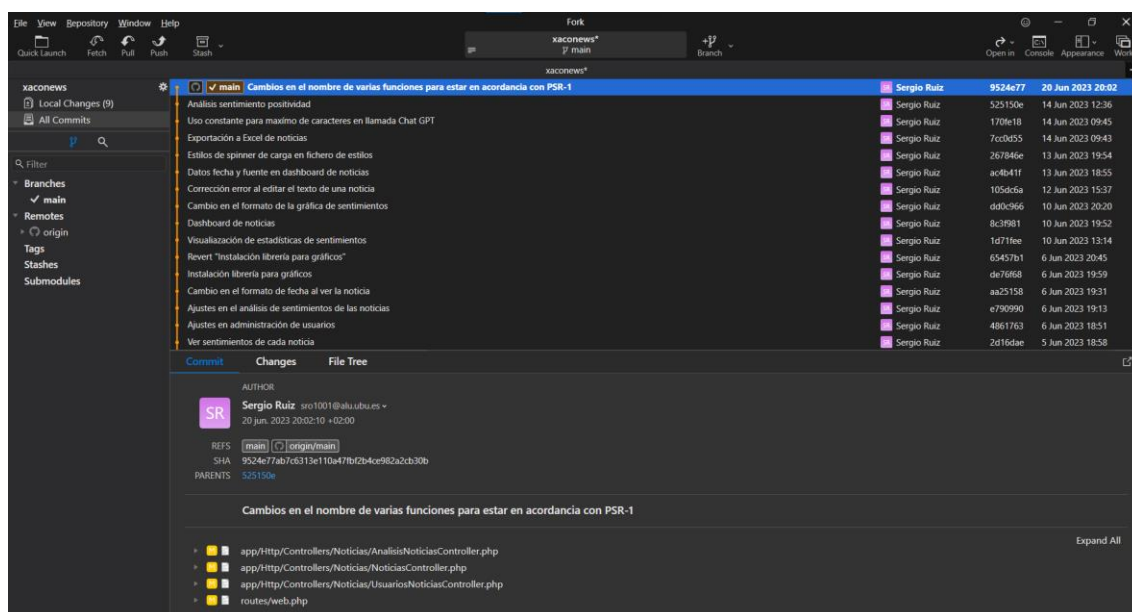 File View Repository Window Help Fork
Quick Launch Fetch Pull Push Stash xaconews* main Branch Open in Console Appearance
xaconews*
xaconews
Local Changes (9)
All Commits
Filter
Branches
main
Remotes
origin
Tags
Stashes
Submodules
main Cambios en el nombre de varias funciones para estar en acordancia con PSR-1 Sergio Ruiz 9524e77 20 Jun 2023 20:02
Análisis sentimiento positividad Sergio Ruiz 525150e 14 Jun 2023 12:36
Uso constante para maximo de caracteres en llamada Chat GPT Sergio Ruiz 170fe18 14 Jun 2023 09:45
Exportación a Excel de noticias Sergio Ruiz 7cc0d55 14 Jun 2023 09:43
Estilos de spinner de carga en fichero de estilos Sergio Ruiz 267846e 13 Jun 2023 19:54
Datos fecha y fuente en dashboard de noticias Sergio Ruiz ac4b41f 13 Jun 2023 18:55
Corrección error al editar el texto de una noticia Sergio Ruiz 105dc6a 12 Jun 2023 15:37
Cambio en el formato de la gráfica de sentimientos Sergio Ruiz dd0c966 10 Jun 2023 20:20
Dashboard de noticias Sergio Ruiz 8c3f981 10 Jun 2023 19:52
Visualiazación de estadísticas de sentimientos Sergio Ruiz 1d71fee 10 Jun 2023 13:14
Revert "Instalación librería para gráficos" Sergio Ruiz 65457b1 6 Jun 2023 20:45
Instalación librería para gráficos Sergio Ruiz de76f68 6 Jun 2023 19:59
Cambio en el formato de fecha al ver la noticia Sergio Ruiz aa25158 6 Jun 2023 19:31
Ajustes en el análisis de sentimientos de las noticias Sergio Ruiz e790990 6 Jun 2023 19:13
Ajustes en administración de usuarios Sergio Ruiz 4861763 6 Jun 2023 18:51
Ver sentimientos de cada noticia Sergio Ruiz 2d16dae 5 Jun 2023 18:58
Commit Changes File Tree
AUTHOR
SR Sergio Ruiz sro1001@alu.ubu.es
20 jun. 2023 20:02:10 +02:00
REFS main origin/main
SHA 9524e77ab7c6313e110a47fbf2b4ce982a2cb30b
PARENTS 525150e
Cambios en el nombre de varias funciones para estar en acordancia con PSR-1
Expand All
app/Http/Controllers/Noticias/AnalisisNoticiasController.php
app/Http/Controllers/Noticias/NoticiasController.php
app/Http/Controllers/Noticias/UsuariosNoticiasController.php
routes/web.php